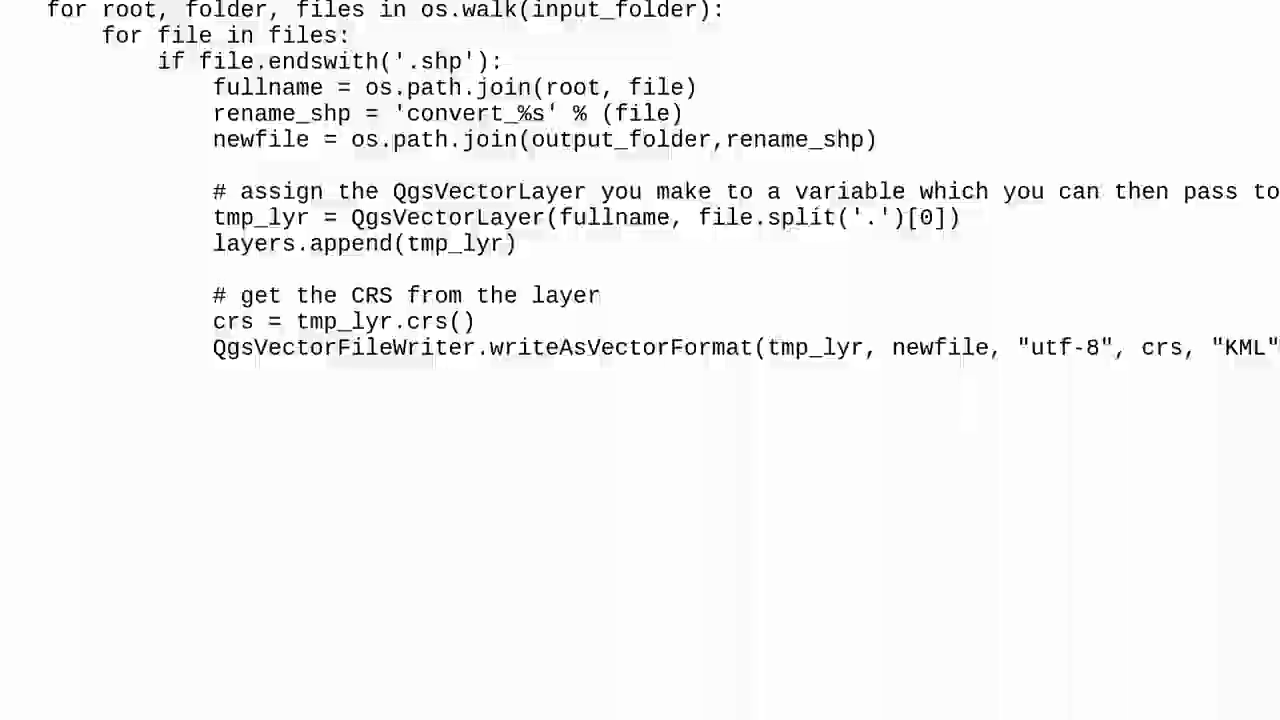 for root, folder, files in os.walk(input_folder):
    for file in files:
        if file.endswith('.shp'):
            fullname = os.path.join(root, file)
            rename_shp = 'convert_%s' % (file)
            newfile = os.path.join(output_folder,rename_shp)
            # assign the QgsVectorLayer you make to a variable which you can then pass to
            tmp_lyr = QgsVectorLayer(fullname, file.split('.')[0])
            layers.append(tmp_lyr)
            # get the CRS from the layer
            crs = tmp_lyr.crs()
            QgsVectorFileWriter.writeAsVectorFormat(tmp_lyr, newfile, "utf-8", crs, "KML"